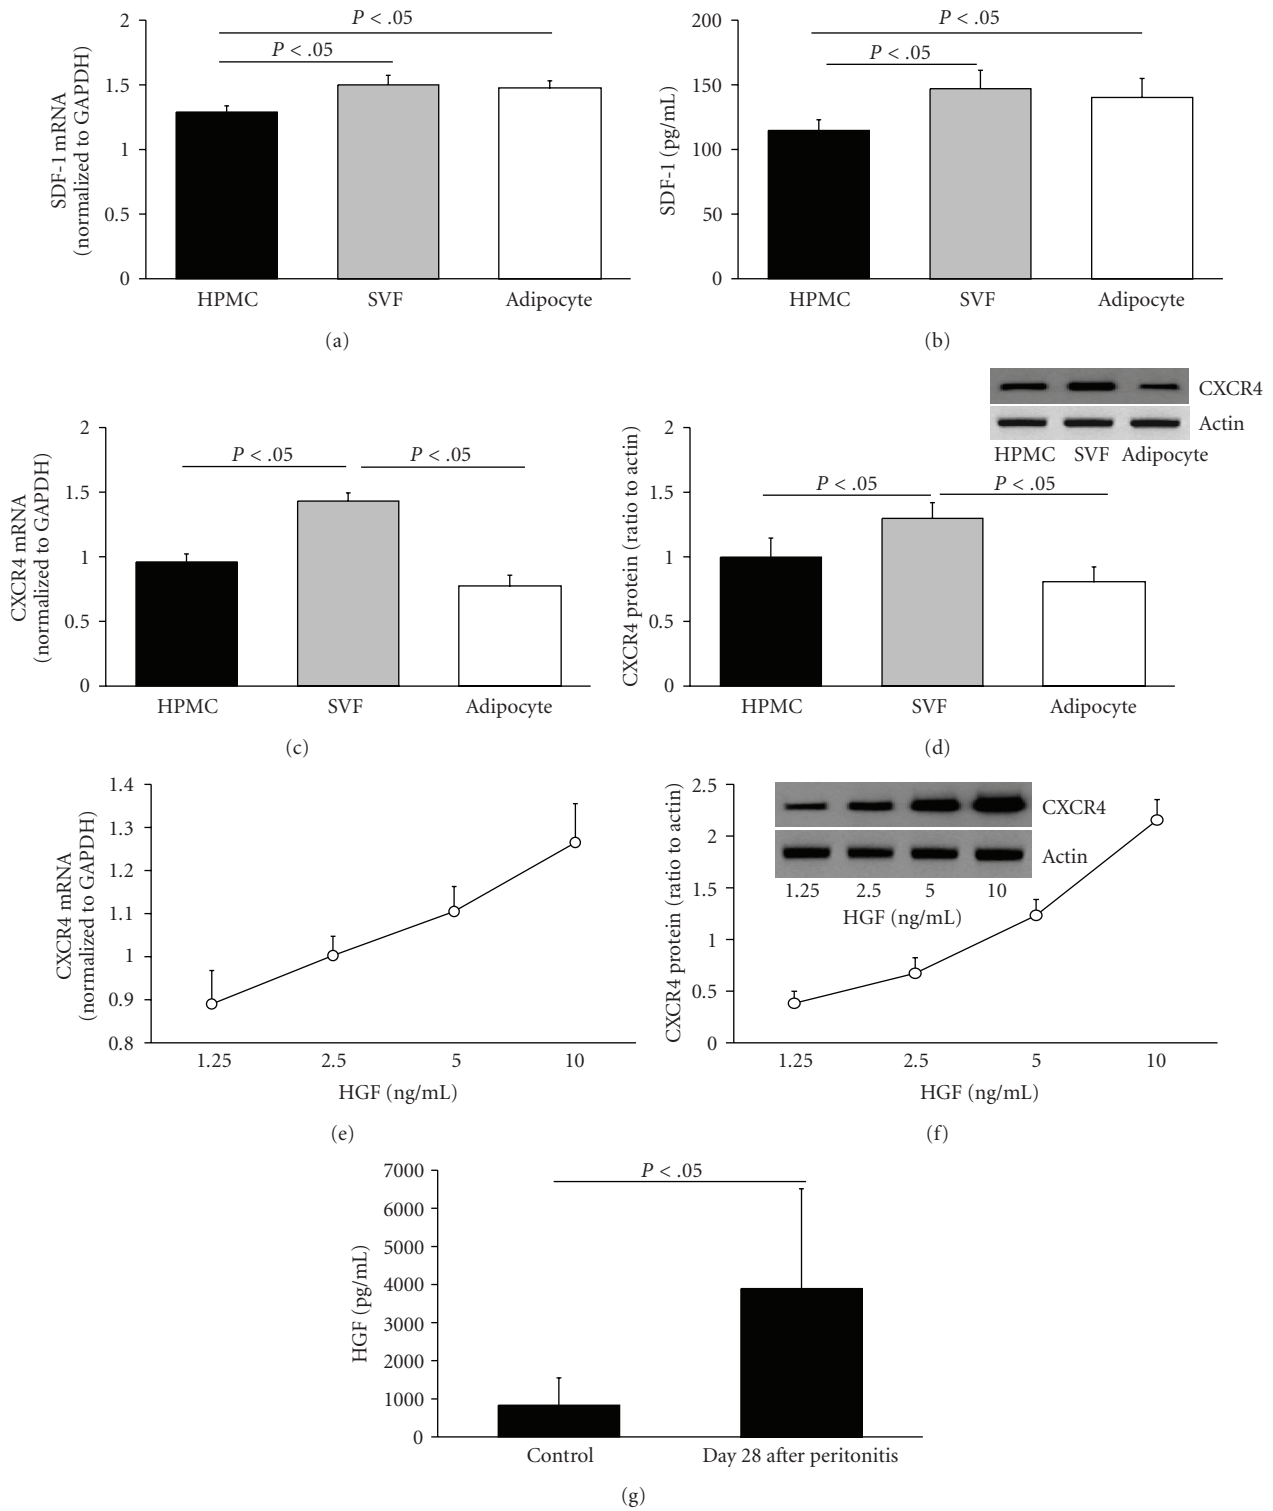 P < .05
P < .05
2
1.5
1
0.5
0
SDF-1 mRNA
(normalized to GAPDH)
HPMC SVF Adipocyte
(a)
P < .05
P < .05
200
150
100
50
0
SDF-1 (pg/mL)
HPMC SVF Adipocyte
(b)
P < .05 P < .05
2
1.5
1
0.5
0
CXCR4 mRNA
(normalized to GAPDH)
HPMC SVF Adipocyte
(c)
CXCR4
Actin
HPMC SVF Adipocyte
P < .05 P < .05
2
1.5
1
0.5
0
CXCR4 protein (ratio to actin)
HPMC SVF Adipocyte
(d)
1.4
1.3
1.2
1.1
1
0.9
0.8
CXCR4 mRNA
(normalized to GAPDH)
1.25 2.5 5 10
HGF (ng/mL)
(e)
2.5
2
1.5
1
0.5
0
CXCR4 protein (ratio to actin)
CXCR4
Actin
1.25 2.5 5 10
HGF (ng/mL)
1.25 2.5 5 10
HGF (ng/mL)
(f)
P < .05
7000
6000
5000
4000
3000
2000
1000
0
HGF (pg/mL)
Control Day 28 after peritonitis
(g)